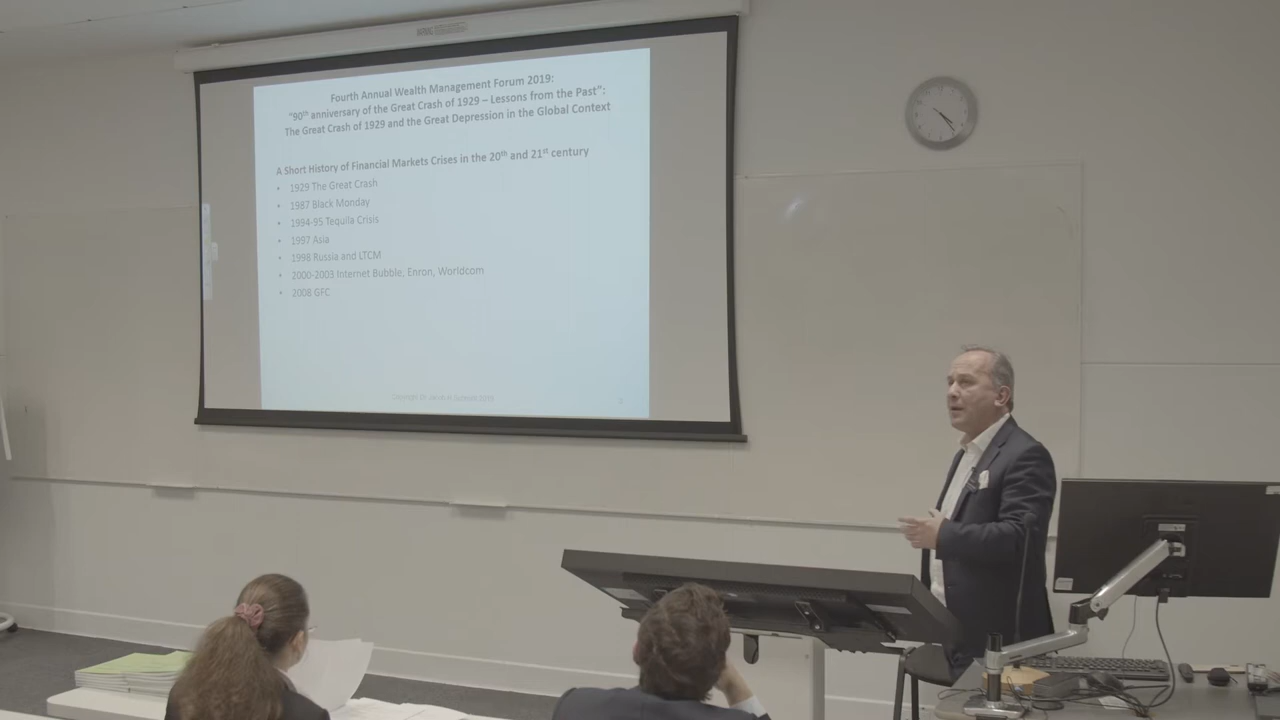 Fourth Annual Wealth Management Forum 2019:
"90th anniversary of the Great Crash of 1929 – Lessons from the Past":
The Great Crash of 1929 and the Great Depression in the Global Context
A Short History of Financial Markets Crises in the 20th and 21st century
• 1929 The Great Crash
• 1987 Black Monday
• 1994-95 Tequila Crisis
• 1997 Asia
• 1998 Russia and LTCM
• 2000-2003 Internet Bubble, Enron, Worldcom
• 2008 GFC
Copyright
2019